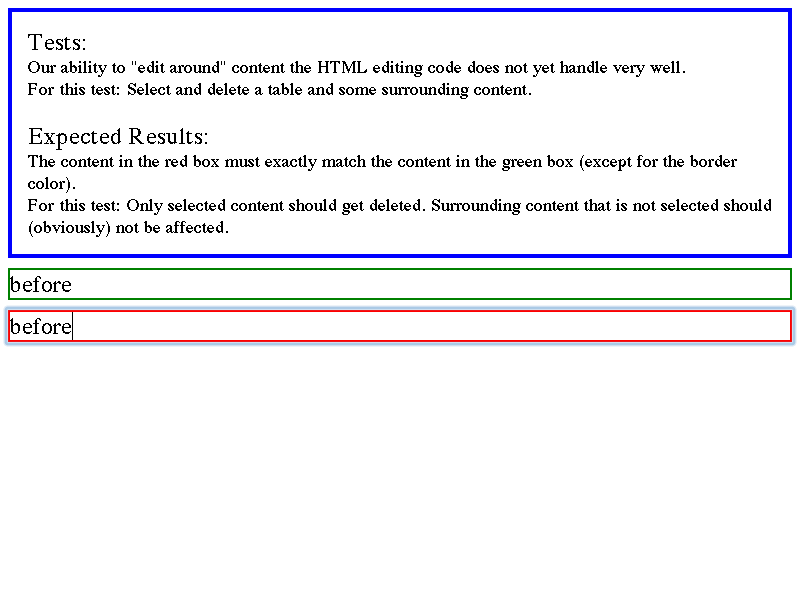 Tests:
Our ability to "edit around" content the HTML editing code does not yet handle very well.
For this test: Select and delete a table and some surrounding content.
Expected Results:
The content in the red box must exactly match the content in the green box (except for the border
color).
For this test: Only selected content should get deleted. Surrounding content that is not selected should
(obviously) not be affected.
before
before